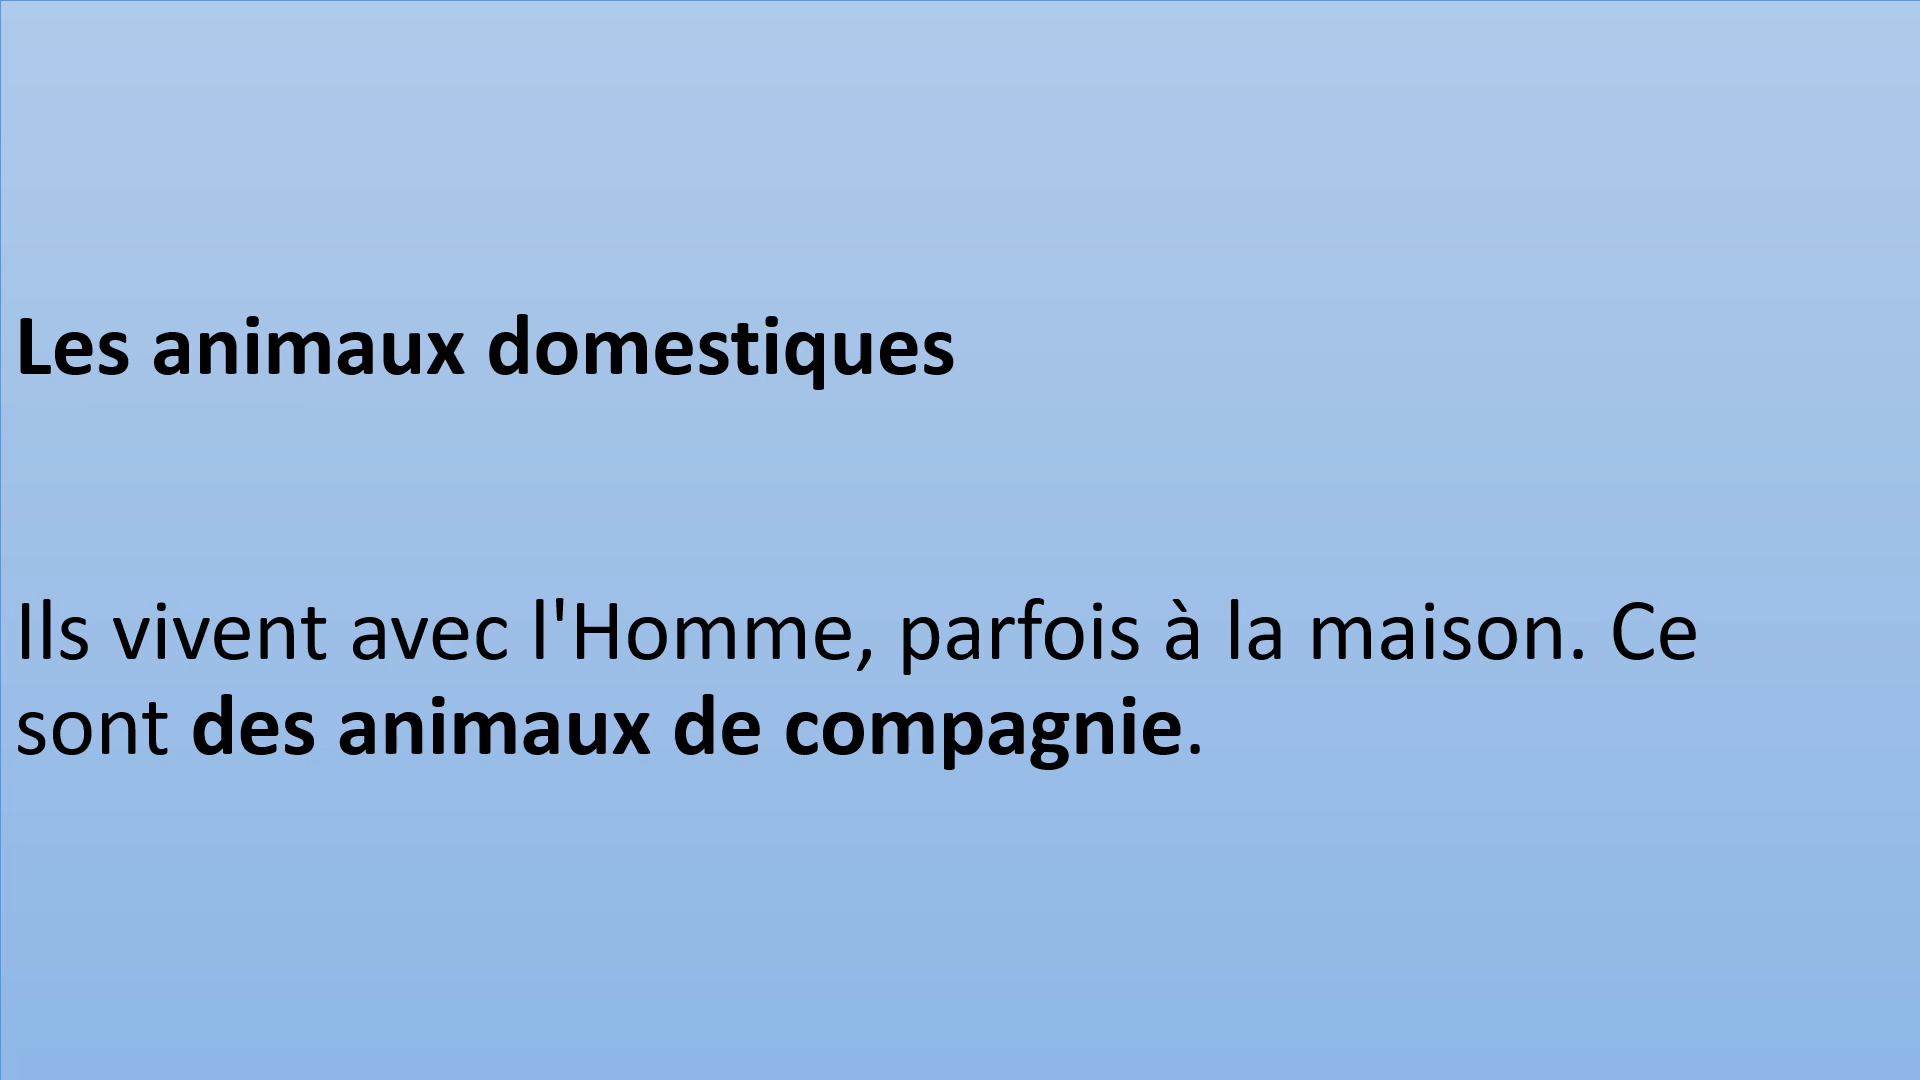 Les animaux domestiques
Ils vivent avec l'Homme, parfois à la maison. Ce
sont des animaux de compagnie.